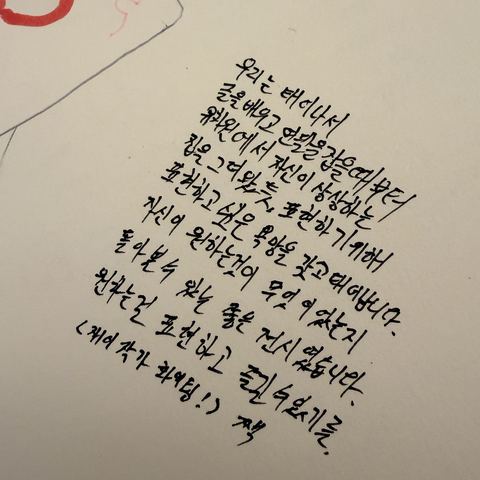 우리는 태어나서
글을 배우고 연필을 잡을때부터
유치원에서 자신이 상상하는
집을 그려 왔듯, 표현하기 위해
표현하고 싶은 욕망을 갖고 태어납니다.
자신이 원하는것이 무엇이었는지
돌아볼 수 있는 좋은 전시였습니다.
원하는걸 표현하고 즐길 수 있기를.
<제이 작가 화이팅!>